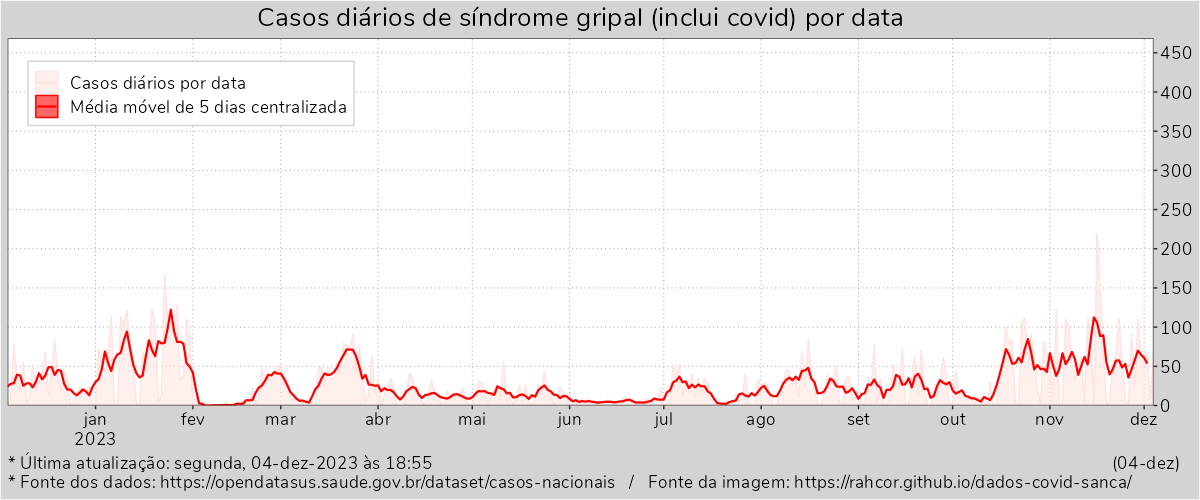 Casos diários de síndrome gripal (inclui covid) por data
Casos diários por data
Média móvel de 5 dias centralizada
450
400
350
300
250
200
150
100
50
0
jan fev mar abr mai jun jul ago set out nov dez
2023
* Última atualização: segunda, 04-dez-2023 às 18:55 (04-dez)
* Fonte dos dados: https://opendatasus.saude.gov.br/dataset/casos-nacionais / Fonte da imagem: https://rahcor.github.io/dados-covid-sanca/